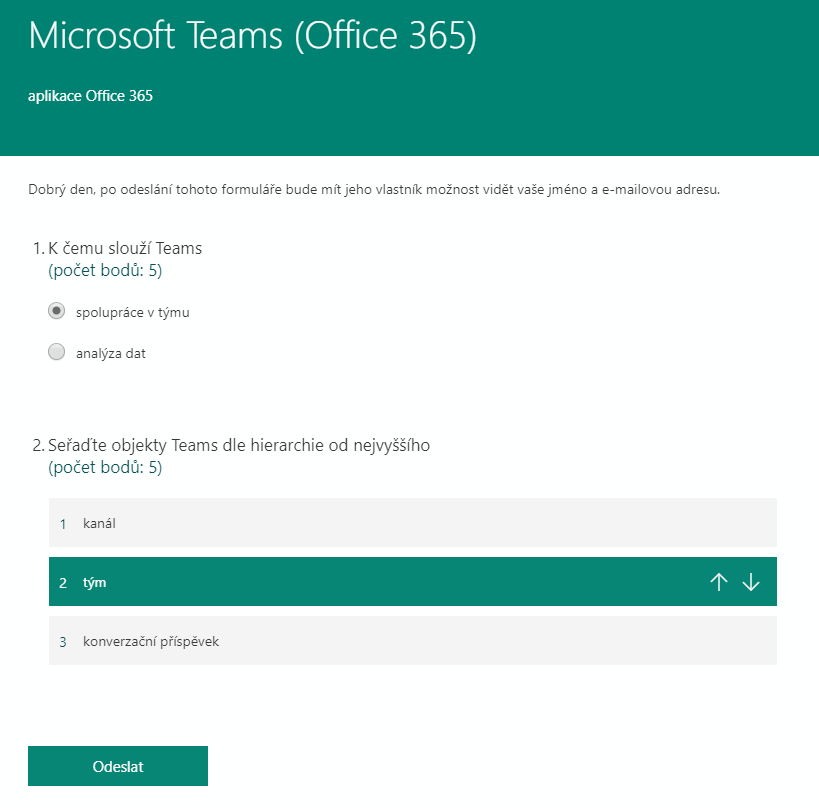 Microsoft Teams (Office 365)
aplikace Office 365
Dobrý den, po odeslání tohoto formuláře bude mít jeho vlastník možnost vidět vaše jméno a e-mailovou adresu.
1. K čemu slouží Teams
(počet bodů: 5)
spolupráce v týmu
analýza dat
2. Seřaďte objekty Teams dle hierarchie od nejvyššího
(počet bodů: 5)
1 kanál
2 tým
3 konverzační příspěvek
Odeslat